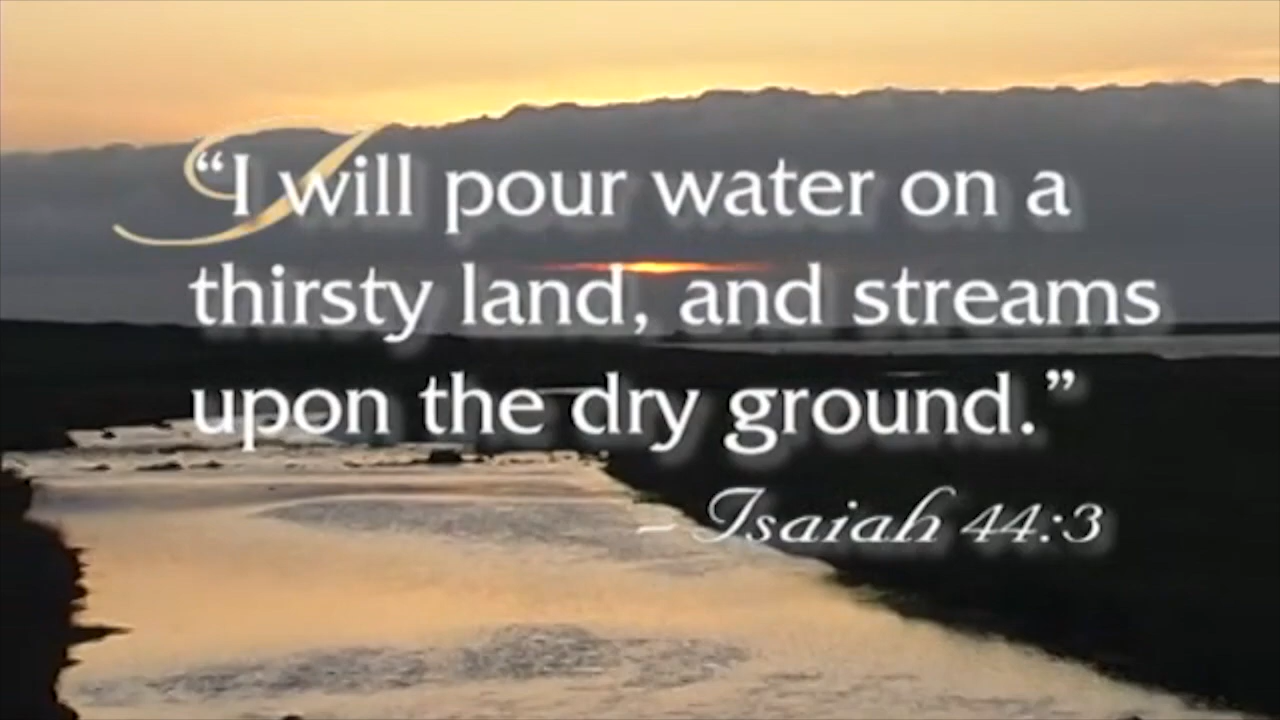 “I will pour water on a
thirsty land, and streams
upon the dry ground.”
– Isaiah 44:3